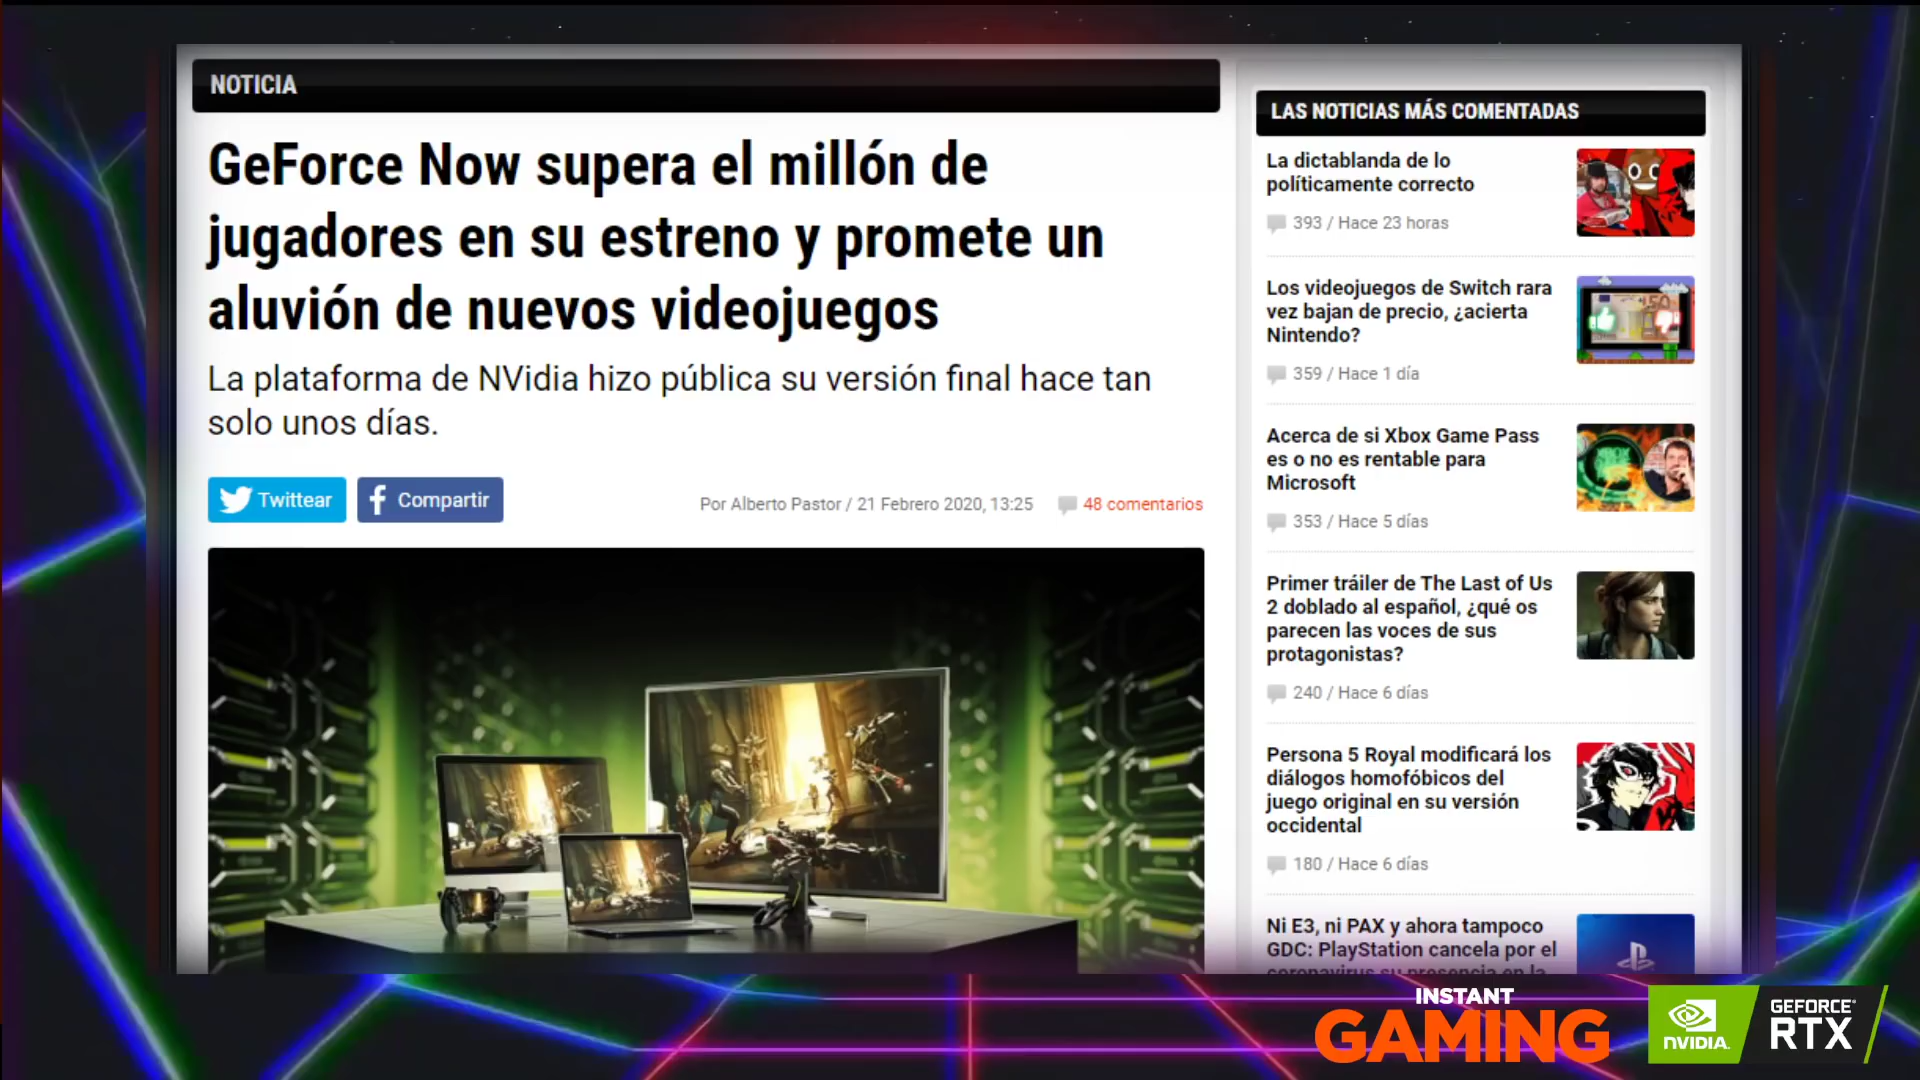 NOTICIA
GeForce Now supera el millón de
jugadores en su estreno y promete un
aluvión de nuevos videojuegos
La plataforma de NVidia hizo pública su versión final hace tan
solo unos días.
Twittear
Compartir
Por Alberto Pastor / 21 Febrero 2020, 13:25
48 comentarios
LAS NOTICIAS MÁS COMENTADAS
La dictablanda de lo
políticamente correcto
393 / Hace 23 horas
Los videojuegos de Switch rara
vez bajan de precio, ¿acierta
Nintendo?
359 / Hace 1 día
Acerca de si Xbox Game Pass
es o no es rentable para
Microsoft
353 / Hace 5 días
Primer tráiler de The Last of Us
2 doblado al español, ¿qué os
parecen las voces de sus
protagonistas?
240 / Hace 6 días
Persona 5 Royal modificará los
diálogos homofóbicos del
juego original en su versión
occidental
180 / Hace 6 días
Ni E3, ni PAX y ahora tampoco
GDC: PlayStation cancela por el
coronavirus su presencia en la
INSTANT
GAMING
NVIDIA.
GEFORCE
RTX